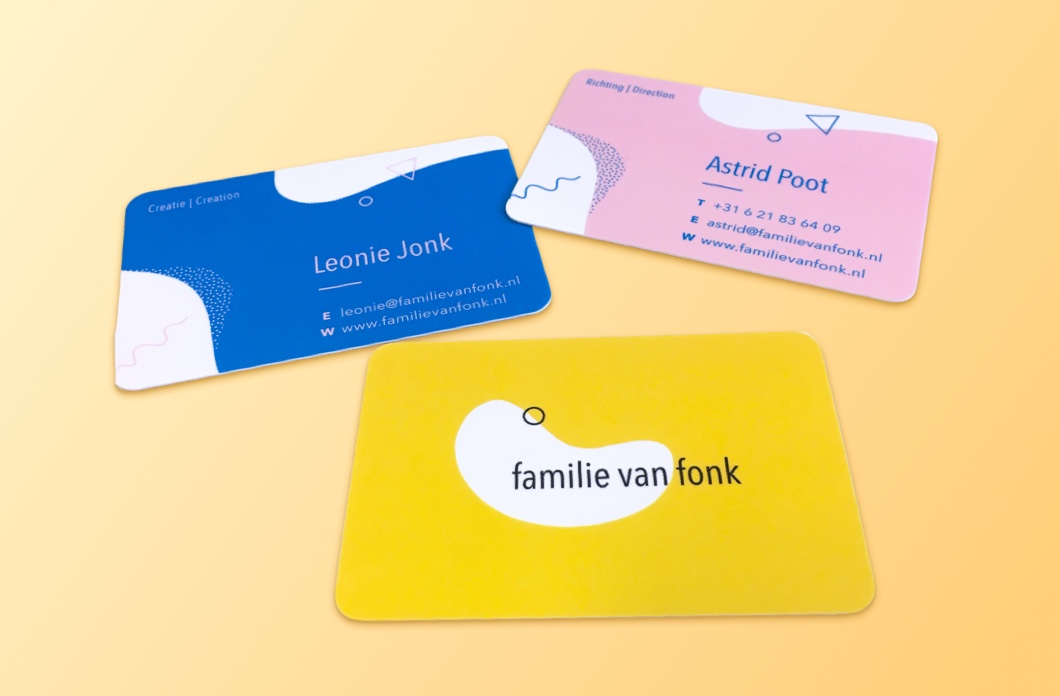 Creatie | Creation
Leonie Jonk
E leonie@familievanfonk.nl
W www.familievanfonk.nl
Richting | Direction
Astrid Poot
T +31 6 21 83 64 09
E astrid@familievanfonk.nl
W www.familievanfonk.nl
familie van fonk